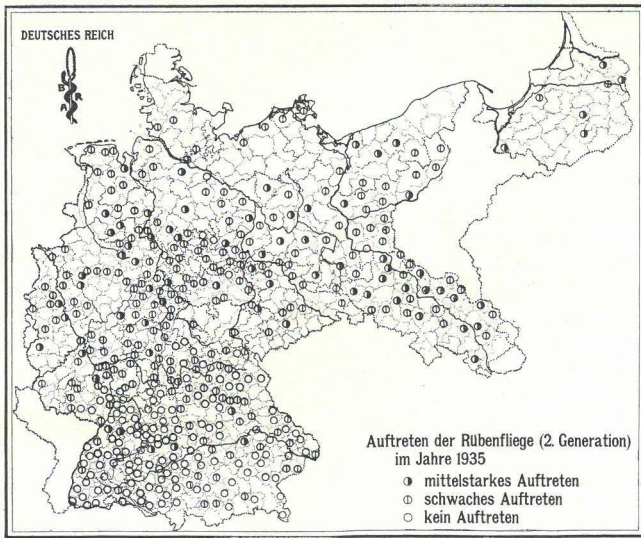 DEUTSCHES REICH
B
R
A
Auftreten der Rübenfliege (2. Generation)
im Jahre 1935
mittelstarkes Auftreten
schwaches Auftreten
kein Auftreten